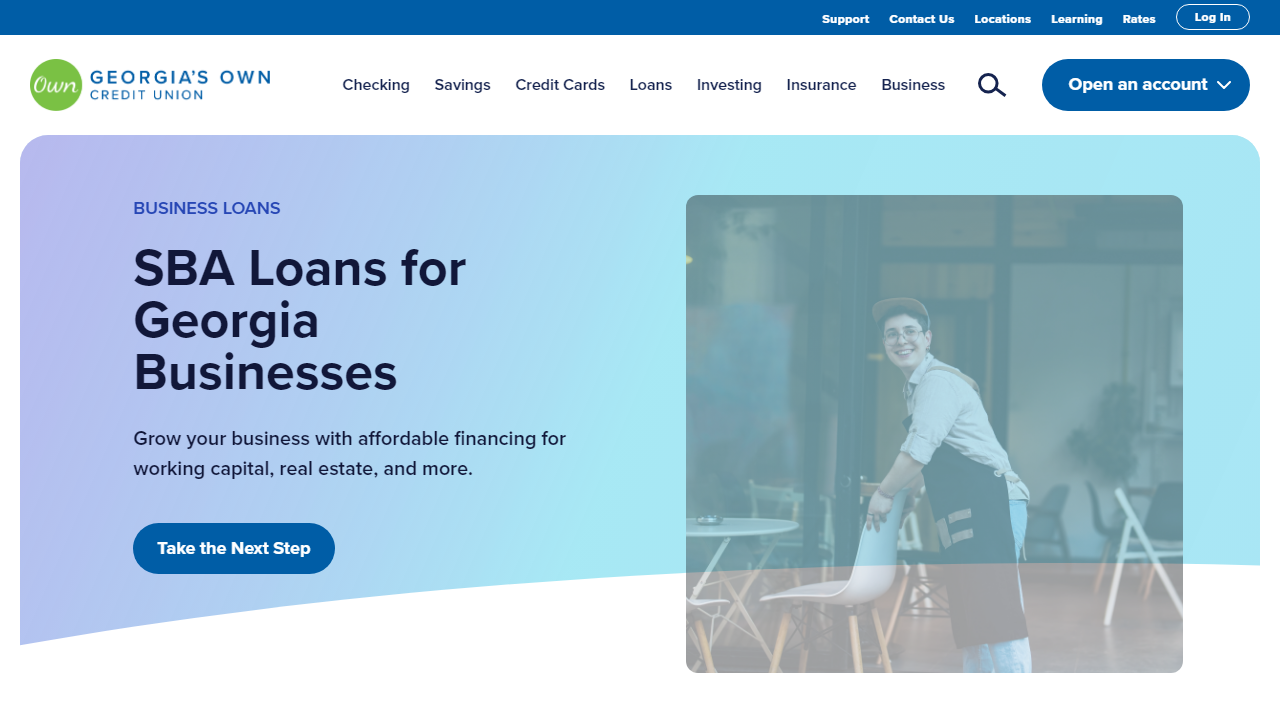 Support Contact Us Locations Learning Rates Log In
Own GEORGIA'S OWN
CREDIT UNION
Checking Savings Credit Cards Loans Investing Insurance Business Open an account
BUSINESS LOANS
SBA Loans for
Georgia
Businesses
Grow your business with affordable financing for
working capital, real estate, and more.
Take the Next Step